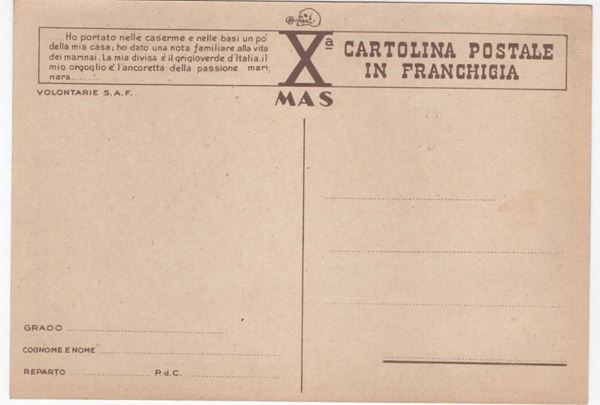 .....Ho portato nelle caserme e nelle basi un po'
della mia casa; ho dato una nota familiare alla vita
dei marinai. La mia divisa è il grigioverde d'Italia, il
mio orgoglio e' l'ancoretta della passione mari,
nara...........
VOLONTARIE S.A.F.
Xª
MAS
CARTOLINA POSTALE
IN FRANCHIGIA
GRADO
COGNOME E NOME
REPARTO P.d.C.